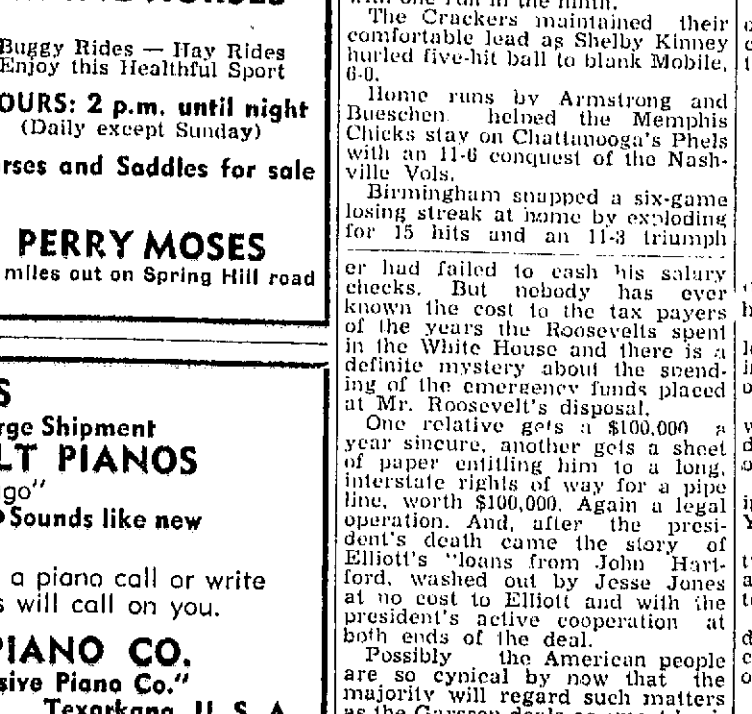 Buggy Rides — Hay Rides
Enjoy this Healthful Sport
OURS: 2 p.m. until night
(Daily except Sunday)
rses and Saddles for sale
PERRY MOSES
miles out on Spring Hill road
S
rge Shipment
LT PIANOS
go"
Sounds like new
a piano call or write
s will call on you.
PIANO CO.
sive Piano Co."
Texarkana, U. S. A.
with one run in the ninth.
The Crackers maintained their
comfortable lead as Shelby Kinney
hurled five-hit ball to blank Mobile,
6-0.
Home runs by Armstrong and
Bueschen helned the Memphis
Chicks stay on Chattanooga's Phels
with an 11-6 conquest of the Nash-
ville Vols.
Birmingham snapped a six-game
losing streak at home by exploding
for 15 hits and an 11-3 triumph
er had failed to cash his salary
checks. But nobody has ever
known the cost to the tax payers
of the years the Roosevelts spent
in the White House and there is a
definite mystery about the spend-
ing of the emergency funds placed
at Mr. Roosevelt's disposal.
One relative gets a $100,000 a
year sincure, another gets a sheet
of paper entitling him to a long,
interstate rights of way for a pipe
line, worth $100,000. Again a legal
operation. And, after the presi-
dent's death came the story of
Elliott's "loans from John Hart-
ford, washed out by Jesse Jones
at no cost to Elliott and with the
president's active cooperation at
both ends of the deal.
Possibly the American people
are so cynical by now that the
majority will regard such matters
as the Garsson deals